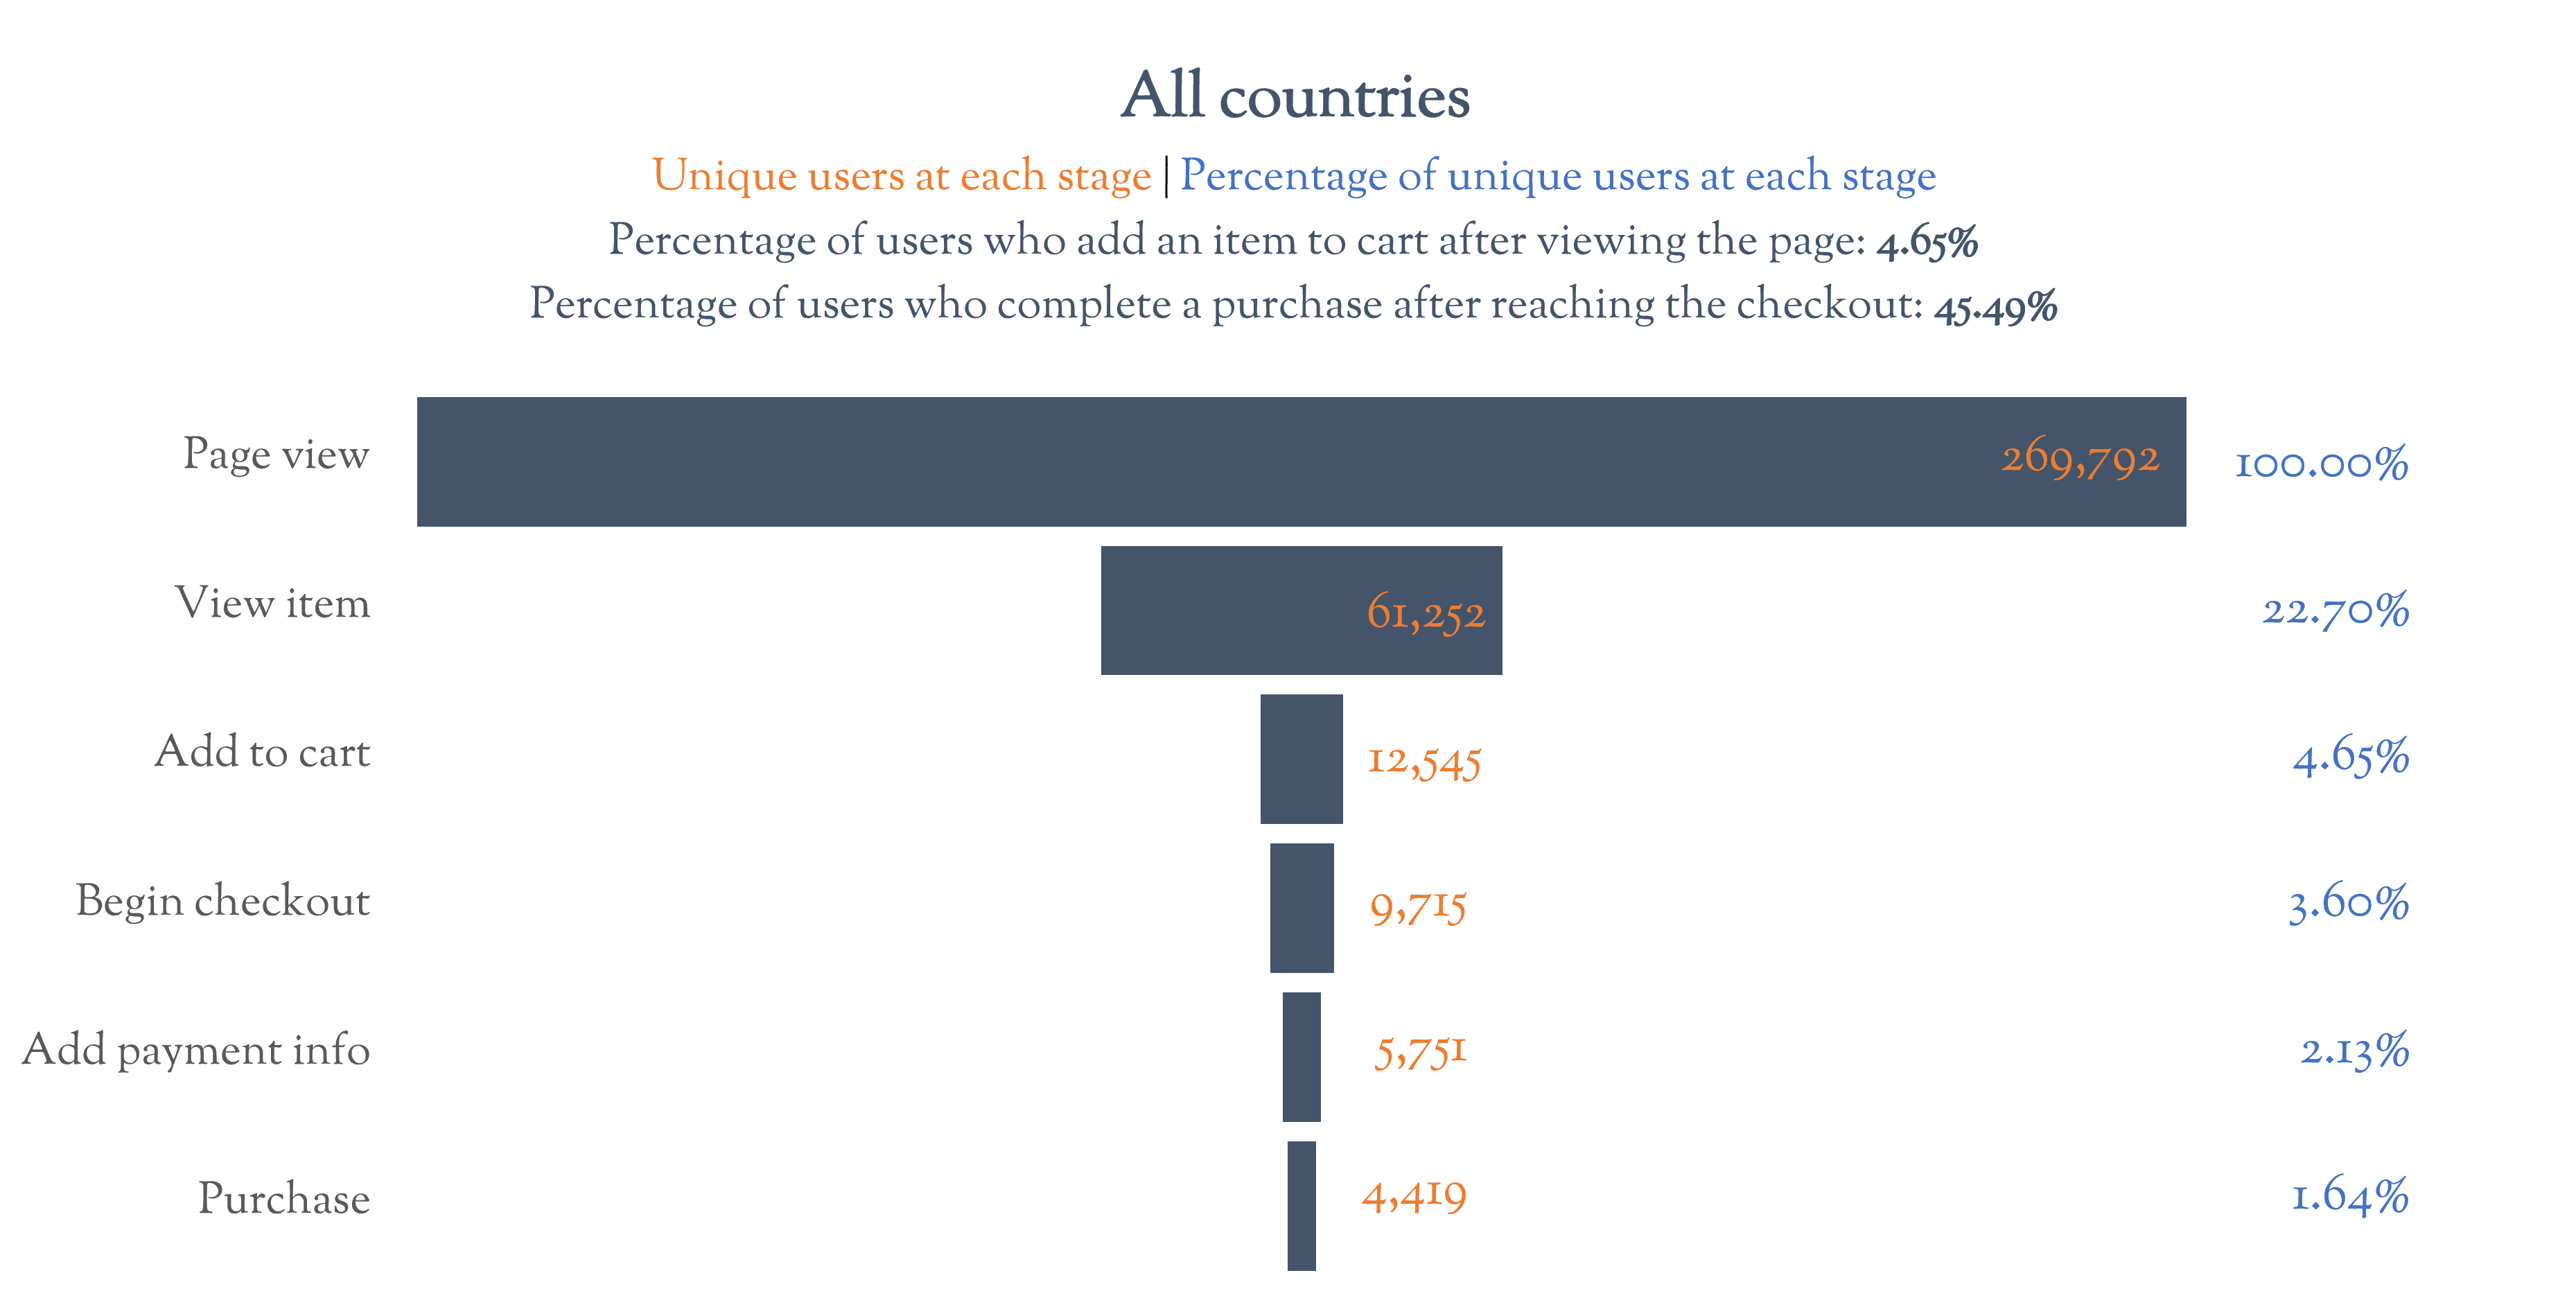 All countries
Unique users at each stage | Percentage of unique users at each stage
Percentage of users who add an item to cart after viewing the page: 4.65%
Percentage of users who complete a purchase after reaching the checkout: 45.49%
Page view 269,792 100.00%
View item 61,252 22.70%
Add to cart 12,545 4.65%
Begin checkout 9,715 3.60%
Add payment info 5,751 2.13%
Purchase 4,419 1.64%